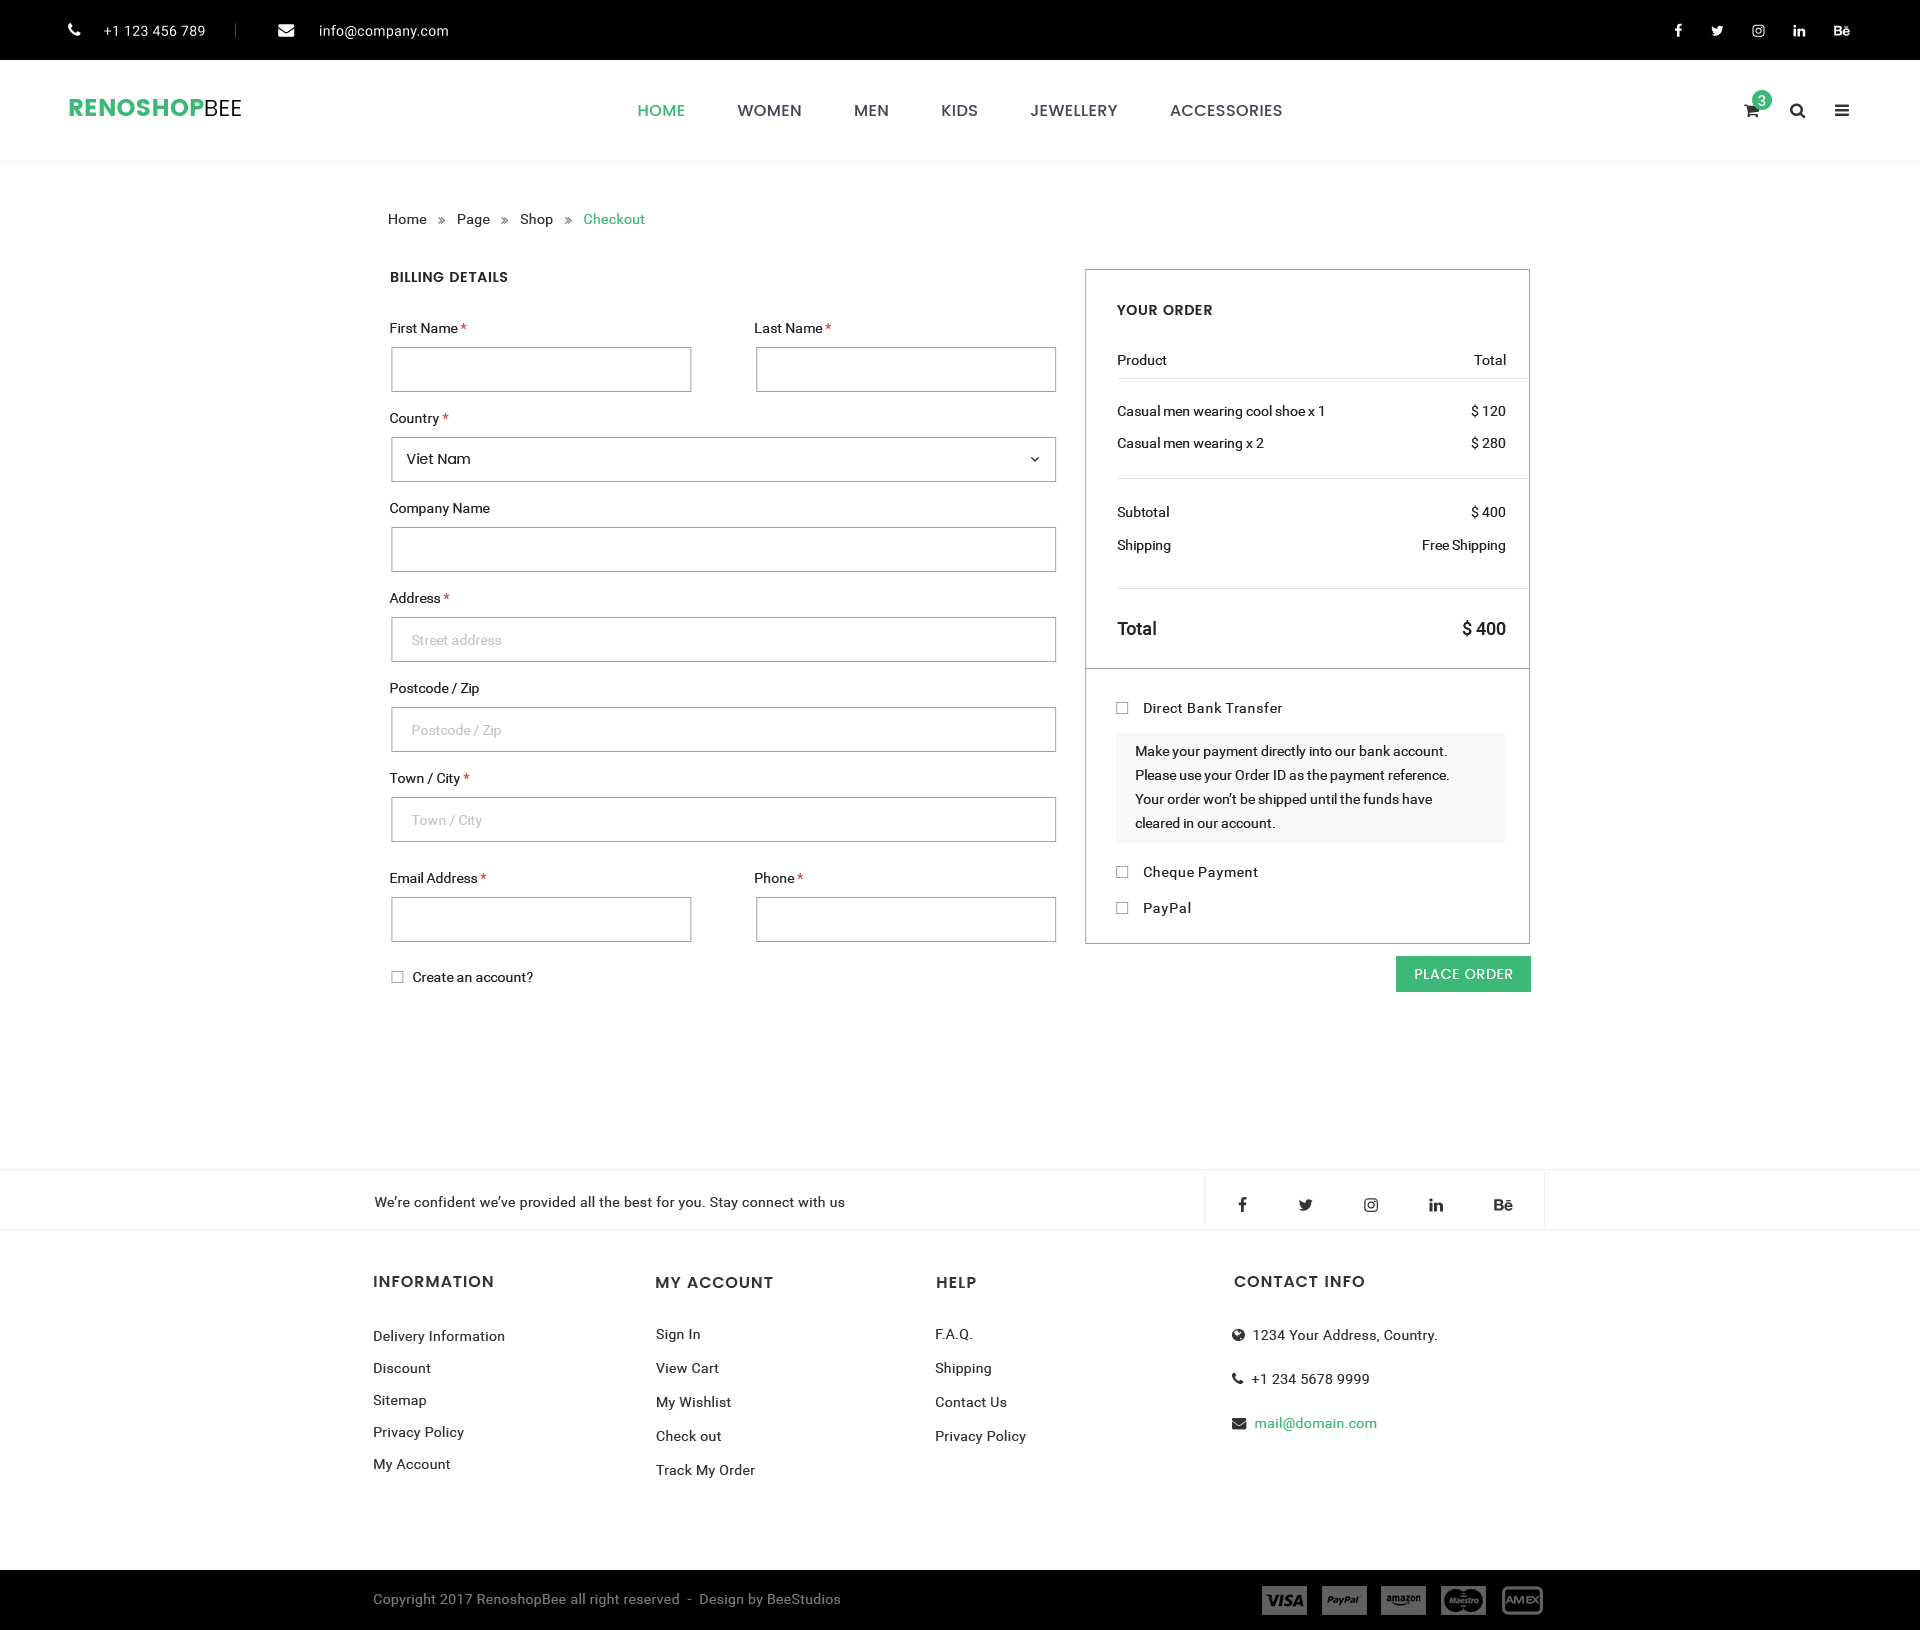 +1 123 456 789
info@company.com
Bē
RENOSHOPBEE
HOME WOMEN MEN KIDS JEWELLERY ACCESSORIES
3
Home » Page » Shop » Checkout
BILLING DETAILS
First Name *
Last Name *
Country *
Viet Nam
Company Name
Address *
Street address
Postcode / Zip
Postcode / Zip
Town / City *
Town / City
Email Address *
Phone *
Create an account?
YOUR ORDER
Product Total
Casual men wearing cool shoe x 1 $ 120
Casual men wearing x 2 $ 280
Subtotal $ 400
Shipping Free Shipping
Total $ 400
Direct Bank Transfer
Make your payment directly into our bank account.
Please use your Order ID as the payment reference.
Your order won’t be shipped until the funds have
cleared in our account.
Cheque Payment
PayPal
PLACE ORDER
We’re confident we’ve provided all the best for you. Stay connect with us
Bē
INFORMATION
Delivery Information
Discount
Sitemap
Privacy Policy
My Account
MY ACCOUNT
Sign In
View Cart
My Wishlist
Check out
Track My Order
HELP
F.A.Q.
Shipping
Contact Us
Privacy Policy
CONTACT INFO
1234 Your Address, Country.
+1 234 5678 9999
mail@domain.com
Copyright 2017 RenoshopBee all right reserved - Design by BeeStudios
VISA PayPal amazon Maestro AMEX